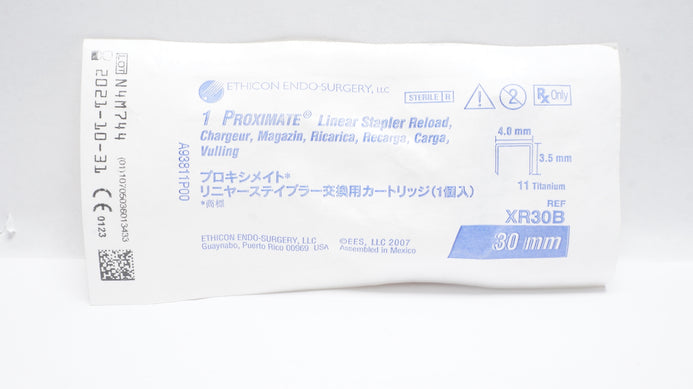 ETHICON ENDO-SURGERY, LLC
STERILE R
2
Rx Only
1 PROXIMATE® Linear Stapler Reload,
Chargeur, Magazin, Ricarica, Recarga, Carga,
Vulling
プロキシメイト*
リニヤーステイプラー交換用カートリッジ(1個入)
*商標
4.0 mm
3.5 mm
11 Titanium
REF
XR30B
30 mm
ETHICON ENDO-SURGERY, LLC
Guaynabo, Puerto Rico 00969 USA
©EES, LLC 2007
Assembled in Mexico
A93811P00
LOT N4M744
2021-10-31
(01)10705036013433
CE 0123